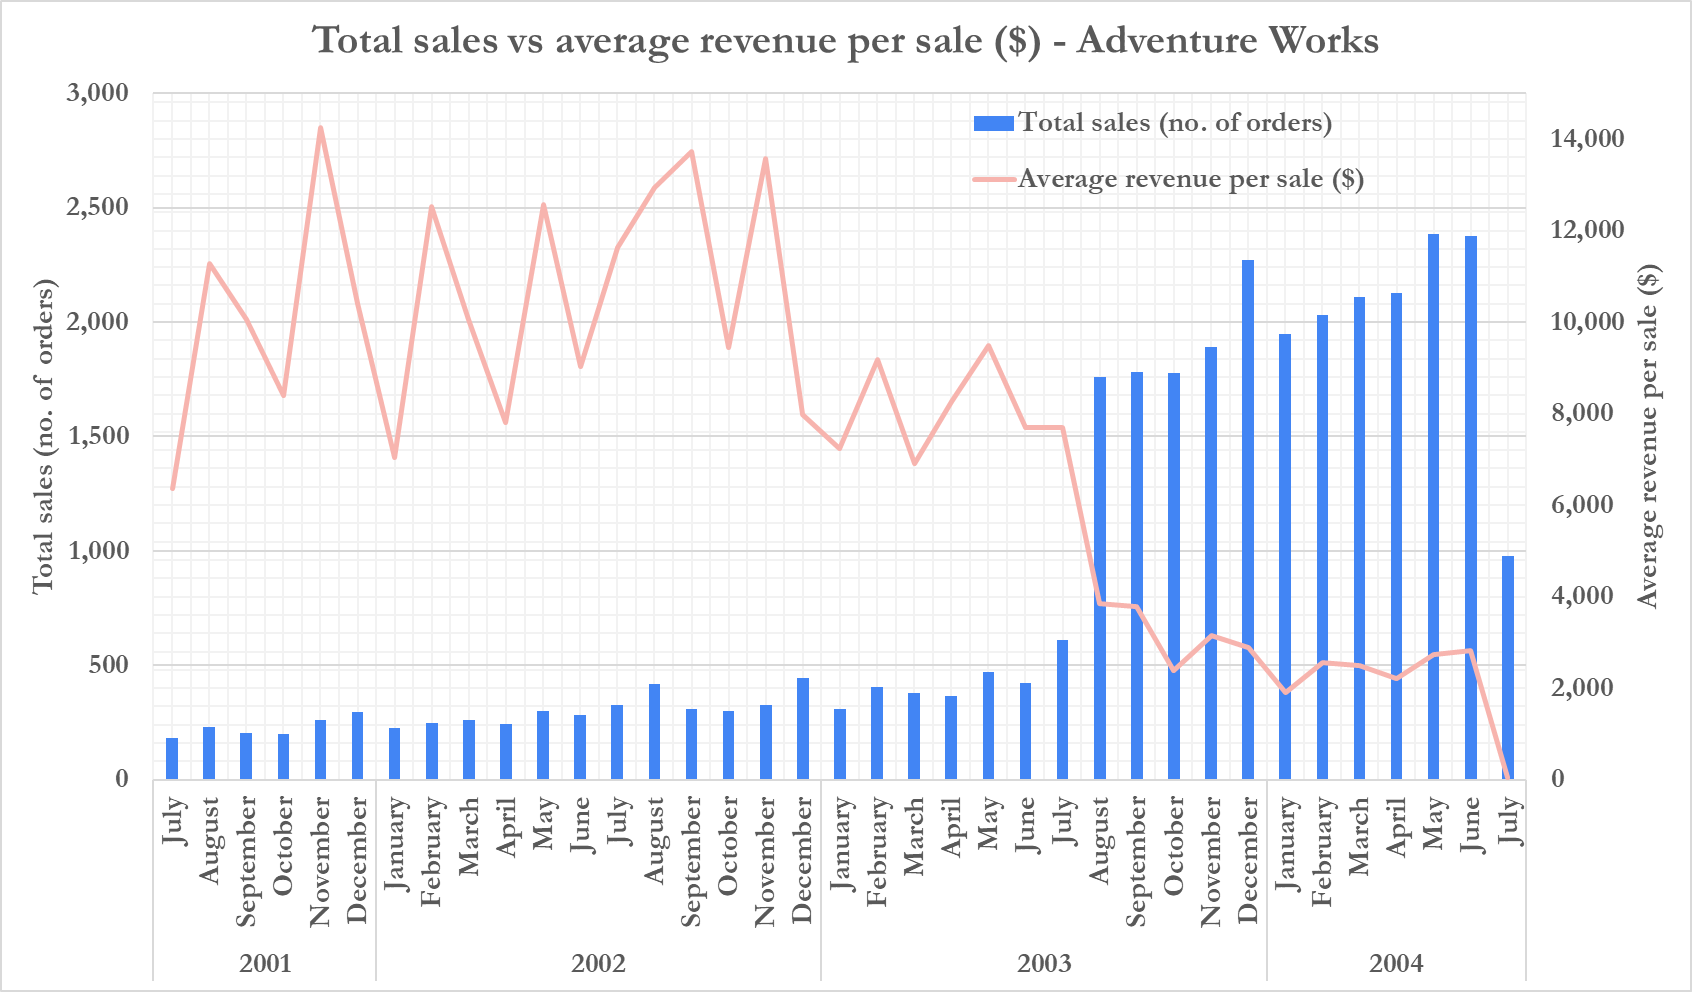 Total sales vs average revenue per sale ($) - Adventure Works
Total sales (no. of orders)
Average revenue per sale ($)
Total sales (no. of orders)
3,000
2,500
2,000
1,500
1,000
500
0
14,000
12,000
10,000
8,000
6,000
4,000
2,000
0
Average revenue per sale ($)
July
August
September
October
November
December
January
February
March
April
May
June
July
August
September
October
November
December
January
February
March
April
May
June
July
August
September
October
November
December
January
February
March
April
May
June
July
2001
2002
2003
2004